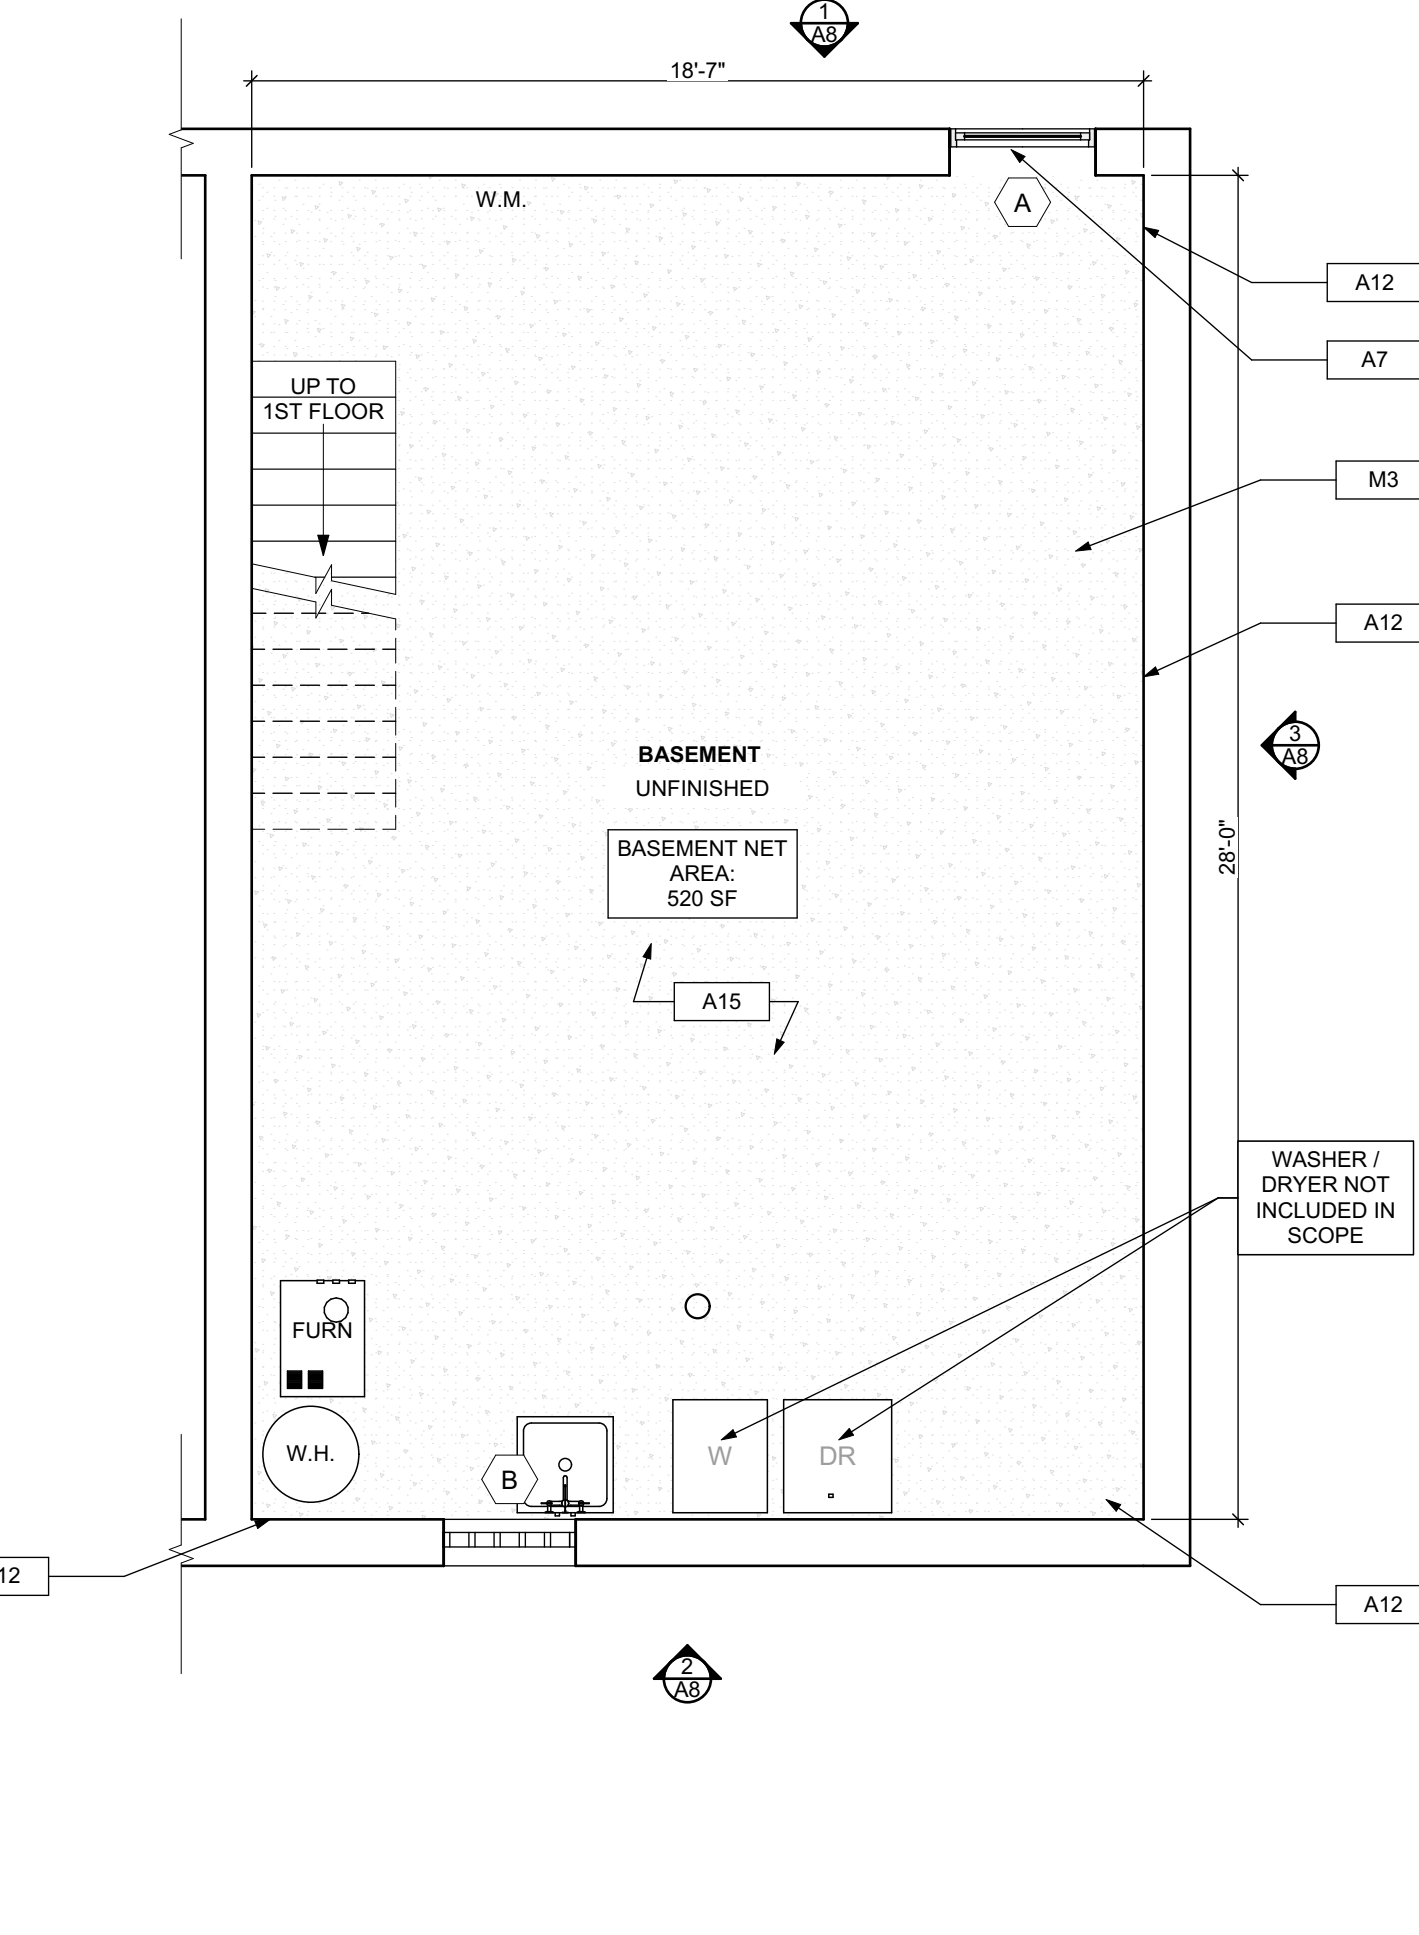 1
A8
18'-7"
W.M.
A
A12
A7
UP TO
1ST FLOOR
M3
A12
3
A8
BASEMENT
UNFINISHED
28'-0"
BASEMENT NET
AREA:
520 SF
A15
WASHER /
DRYER NOT
INCLUDED IN
SCOPE
FURN
W.H.
B
W
DR
12
A12
2
A8